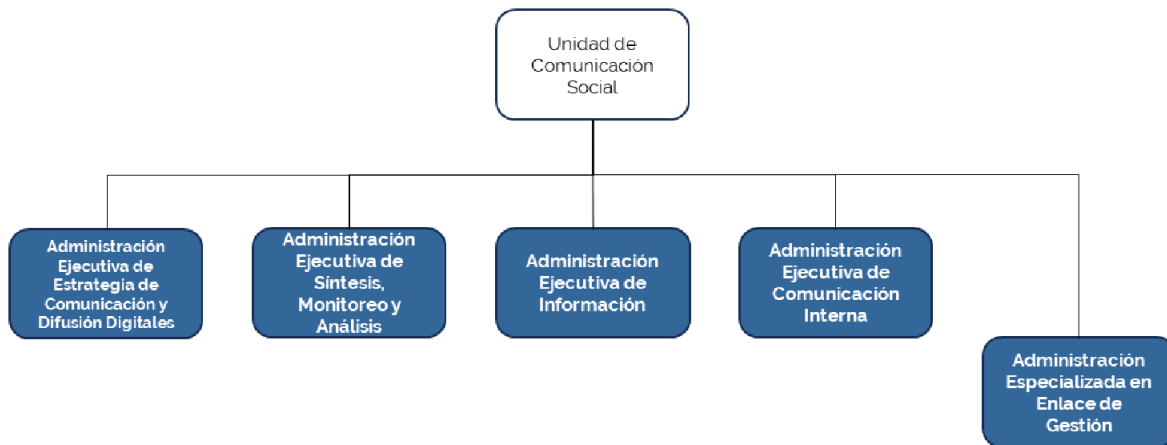 Unidad de
Comunicación
Social
Administración
Ejecutiva de
Estrategia de
Comunicación y
Difusión Digitales
Administración
Ejecutiva de
Síntesis,
Monitoreo y
Análisis
Administración
Ejecutiva de
Información
Administración
Ejecutiva de
Comunicación
Interna
Administración
Especializada en
Enlace de
Gestión